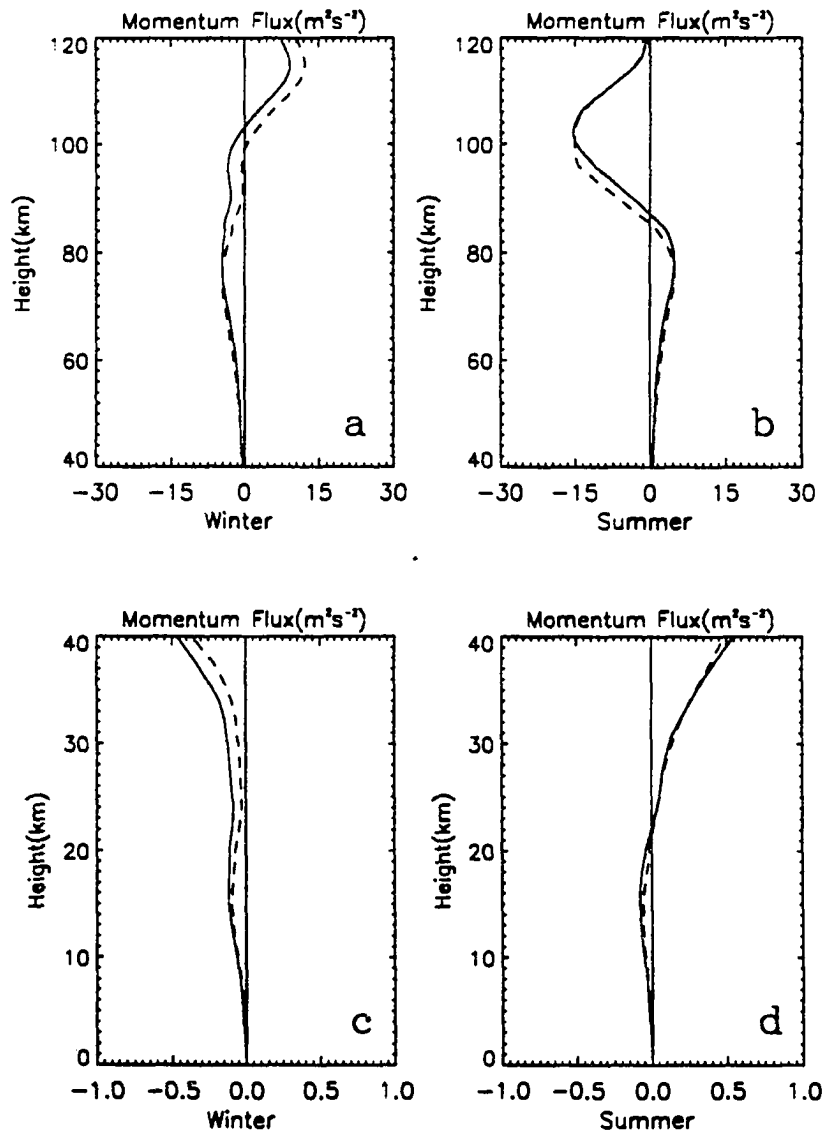 Momentum Flux(m²s⁻²)
Momentum Flux(m²s⁻²)
120
100
80
60
40
Height(km)
a
-30 -15 0 15 30
Winter
120
100
80
60
40
Height(km)
b
-30 -15 0 15 30
Summer
Momentum Flux(m²s⁻²)
Momentum Flux(m²s⁻²)
40
30
20
10
0
Height(km)
c
-1.0 -0.5 0.0 0.5 1.0
Winter
40
30
20
10
0
Height(km)
d
-1.0 -0.5 0.0 0.5 1.0
Summer